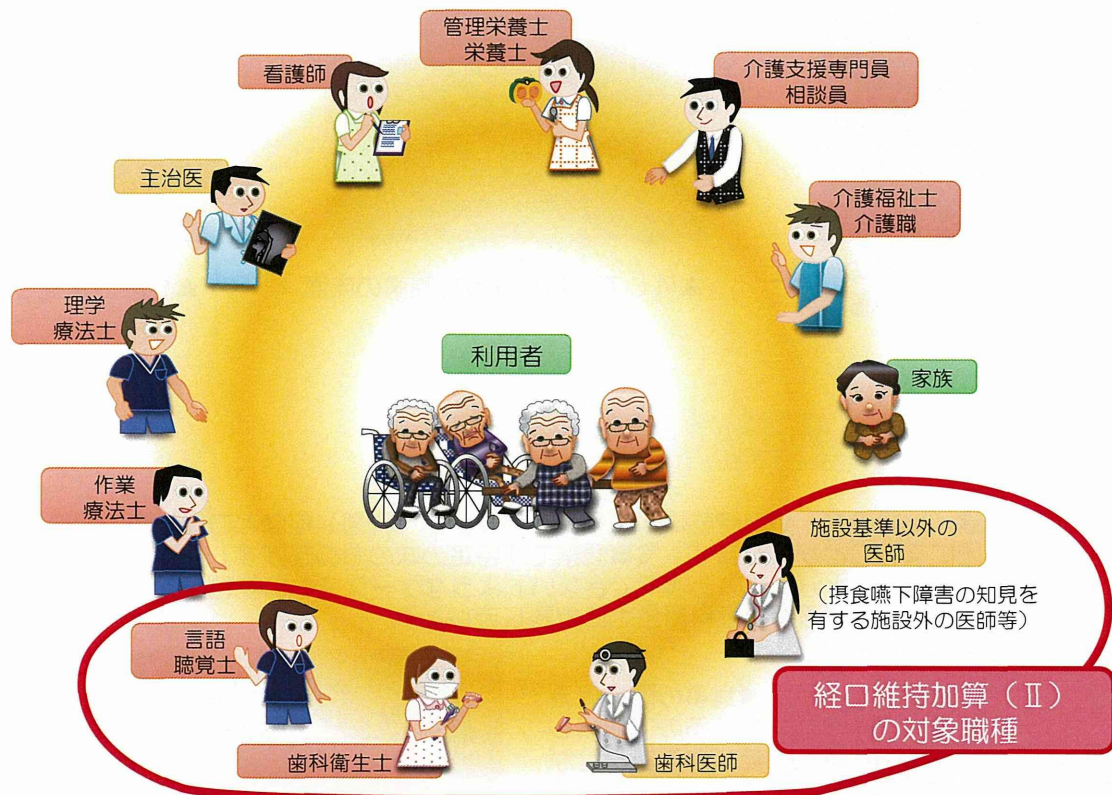 管理栄養士
栄養士
看護師
介護支援専門員
相談員
主治医
介護福祉士
介護職
理学
療法士
利用者
家族
作業
療法士
施設基準以外の
医師
（摂食嚥下障害の知見を
有する施設外の医師等）
言語
聴覚士
経口維持加算（Ⅱ）
の対象職種
歯科衛生士
歯科医師